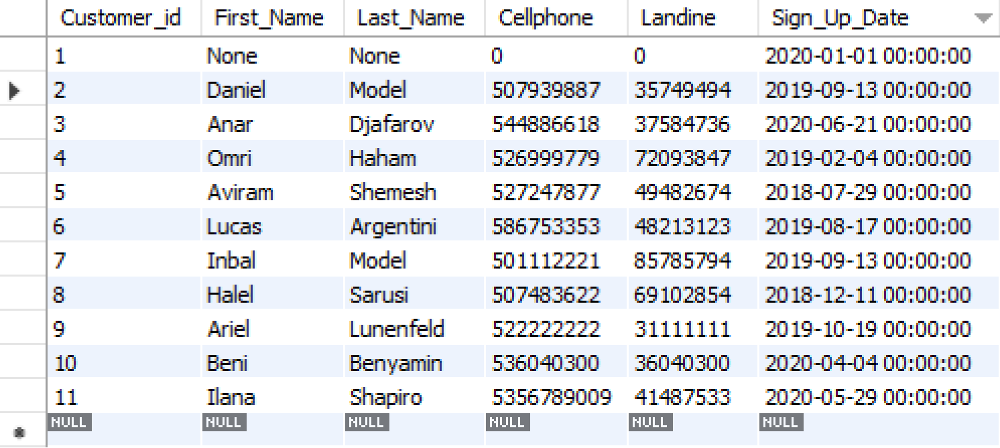 Customer_id First_Name Last_Name Cellphone Landine Sign_Up_Date
1 None None 0 0 2020-01-01 00:00:00
2 Daniel Model 507939887 35749494 2019-09-13 00:00:00
3 Anar Djafarov 544886618 37584736 2020-06-21 00:00:00
4 Omri Haham 526999779 72093847 2019-02-04 00:00:00
5 Aviram Shemesh 527247877 49482674 2018-07-29 00:00:00
6 Lucas Argentini 586753353 48213123 2019-08-17 00:00:00
7 Inbal Model 501112221 85785794 2019-09-13 00:00:00
8 Halel Sarusi 507483622 69102854 2018-12-11 00:00:00
9 Ariel Lunenfeld 522222222 31111111 2019-10-19 00:00:00
10 Beni Benyamin 536040300 36040300 2020-04-04 00:00:00
11 Ilana Shapiro 5356789009 41487533 2020-05-29 00:00:00
NULL NULL NULL NULL NULL NULL